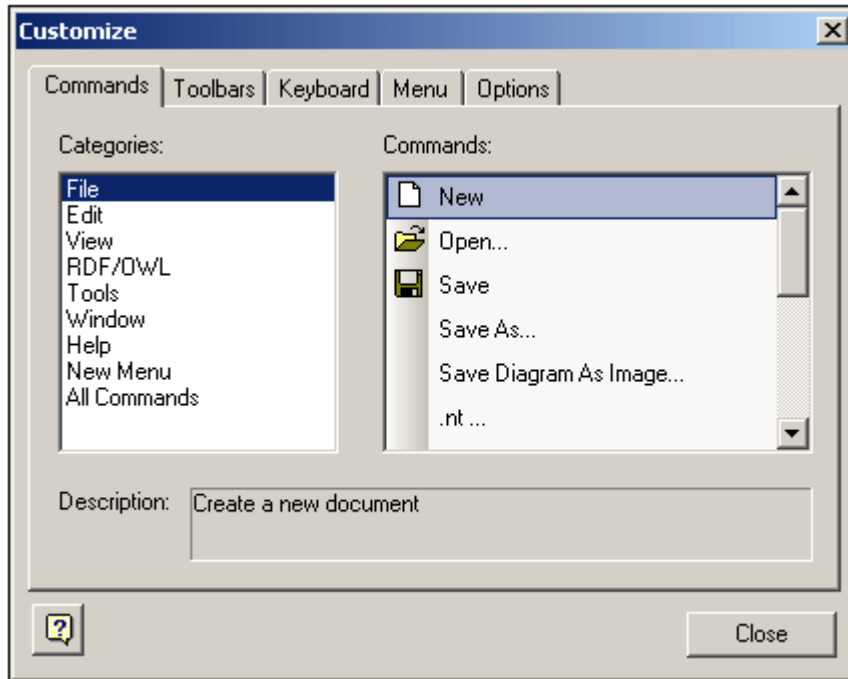 Customize
Commands Toolbars Keyboard Menu Options
Categories:
File
Edit
View
RDF/OWL
Tools
Window
Help
New Menu
All Commands
Commands:
New
Open...
Save
Save As...
Save Diagram As Image...
.nt ...
Description: Create a new document
?
Close